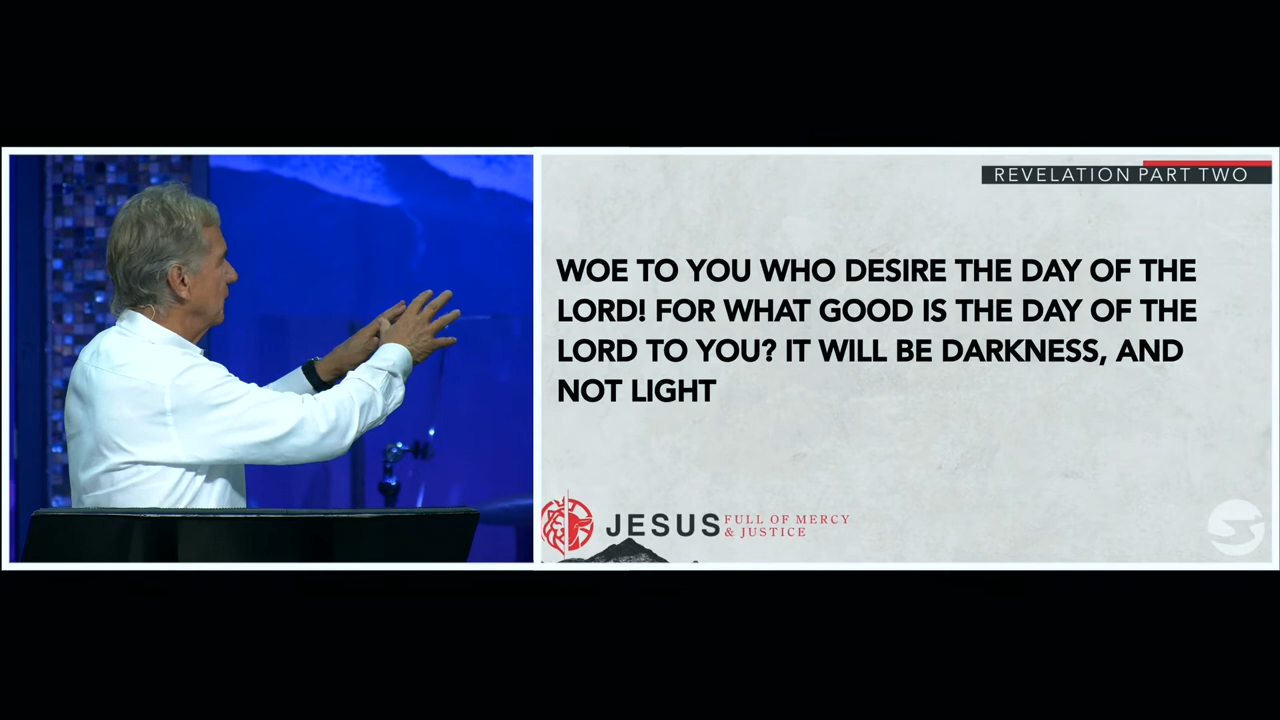 REVELATION PART TWO
WOE TO YOU WHO DESIRE THE DAY OF THE
LORD! FOR WHAT GOOD IS THE DAY OF THE
LORD TO YOU? IT WILL BE DARKNESS, AND
NOT LIGHT
JESUS FULL OF MERCY
& JUSTICE